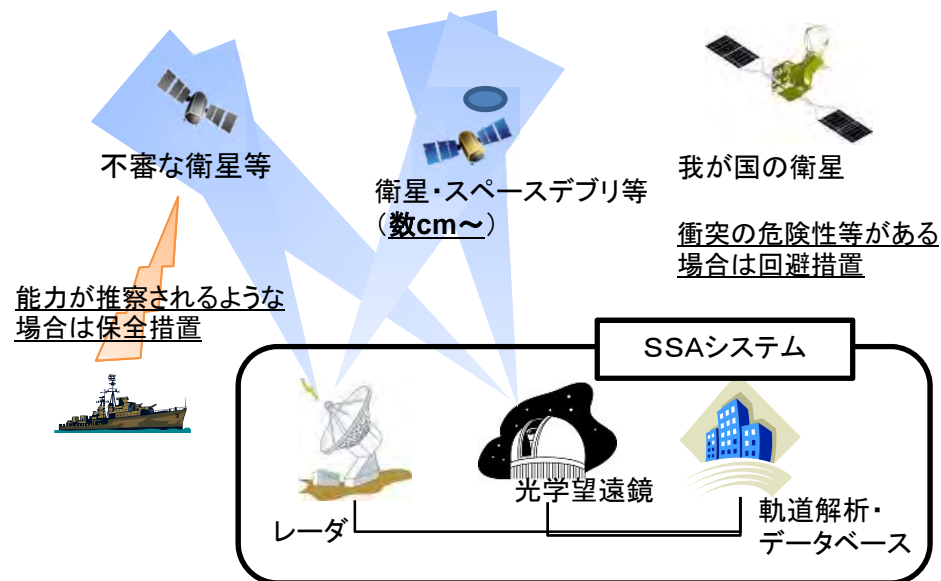 不審な衛星等
衛星・スペースデブリ等
（数cm～）
我が国の衛星
衝突の危険性等がある
場合は回避措置
能力が推察されるような
場合は保全措置
ＳＳＡシステム
レーダ
光学望遠鏡
軌道解析・
データベース